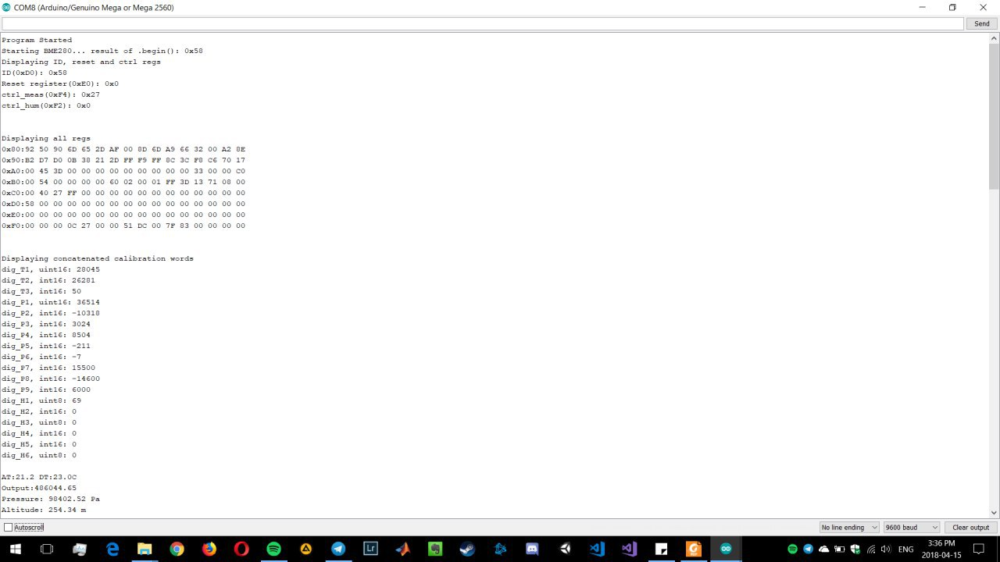 COM8 (Arduino/Genuino Mega or Mega 2560)
Send
Program Started
Starting BME280... result of .begin(): 0x58
Displaying ID, reset and ctrl regs
ID(0xD0): 0x58
Reset register(0xE0): 0x0
ctrl_meas(0xF4): 0x27
ctrl_hum(0xF2): 0x0
Displaying all regs
0x80:92 50 90 6D 65 2D AF 00 8D 6D A9 66 32 00 A2 8E
0x90:B2 D7 D0 0B 38 21 2D FF F9 FF 8C 3C F8 C6 70 17
0xA0:00 45 3D 00 00 00 00 00 00 00 00 00 33 00 00 C0
0xB0:00 54 00 00 00 00 60 02 00 01 FF 3D 13 71 08 00
0xC0:00 40 27 FF 00 00 00 00 00 00 00 00 00 00 00 00
0xD0:58 00 00 00 00 00 00 00 00 00 00 00 00 00 00 00
0xE0:00 00 00 00 00 00 00 00 00 00 00 00 00 00 00 00
0xF0:00 00 00 0C 27 00 00 51 DC 00 7F 83 00 00 00 00
Displaying concatenated calibration words
dig_T1, uint16: 28045
dig_T2, int16: 26281
dig_T3, int16: 50
dig_P1, uint16: 36514
dig_P2, int16: -10318
dig_P3, int16: 3024
dig_P4, int16: 8504
dig_P5, int16: -211
dig_P6, int16: -7
dig_P7, int16: 15500
dig_P8, int16: -14600
dig_P9, int16: 6000
dig_H1, uint8: 69
dig_H2, int16: 0
dig_H3, uint8: 0
dig_H4, int16: 0
dig_H5, int16: 0
dig_H6, uint8: 0
AT:21.2 DT:23.0C
Output:486044.65
Pressure: 98402.52 Pa
Altitude: 254.34 m
Autoscroll
No line ending
9600 baud
Clear output
Lr
ENG
3:36 PM
2018-04-15